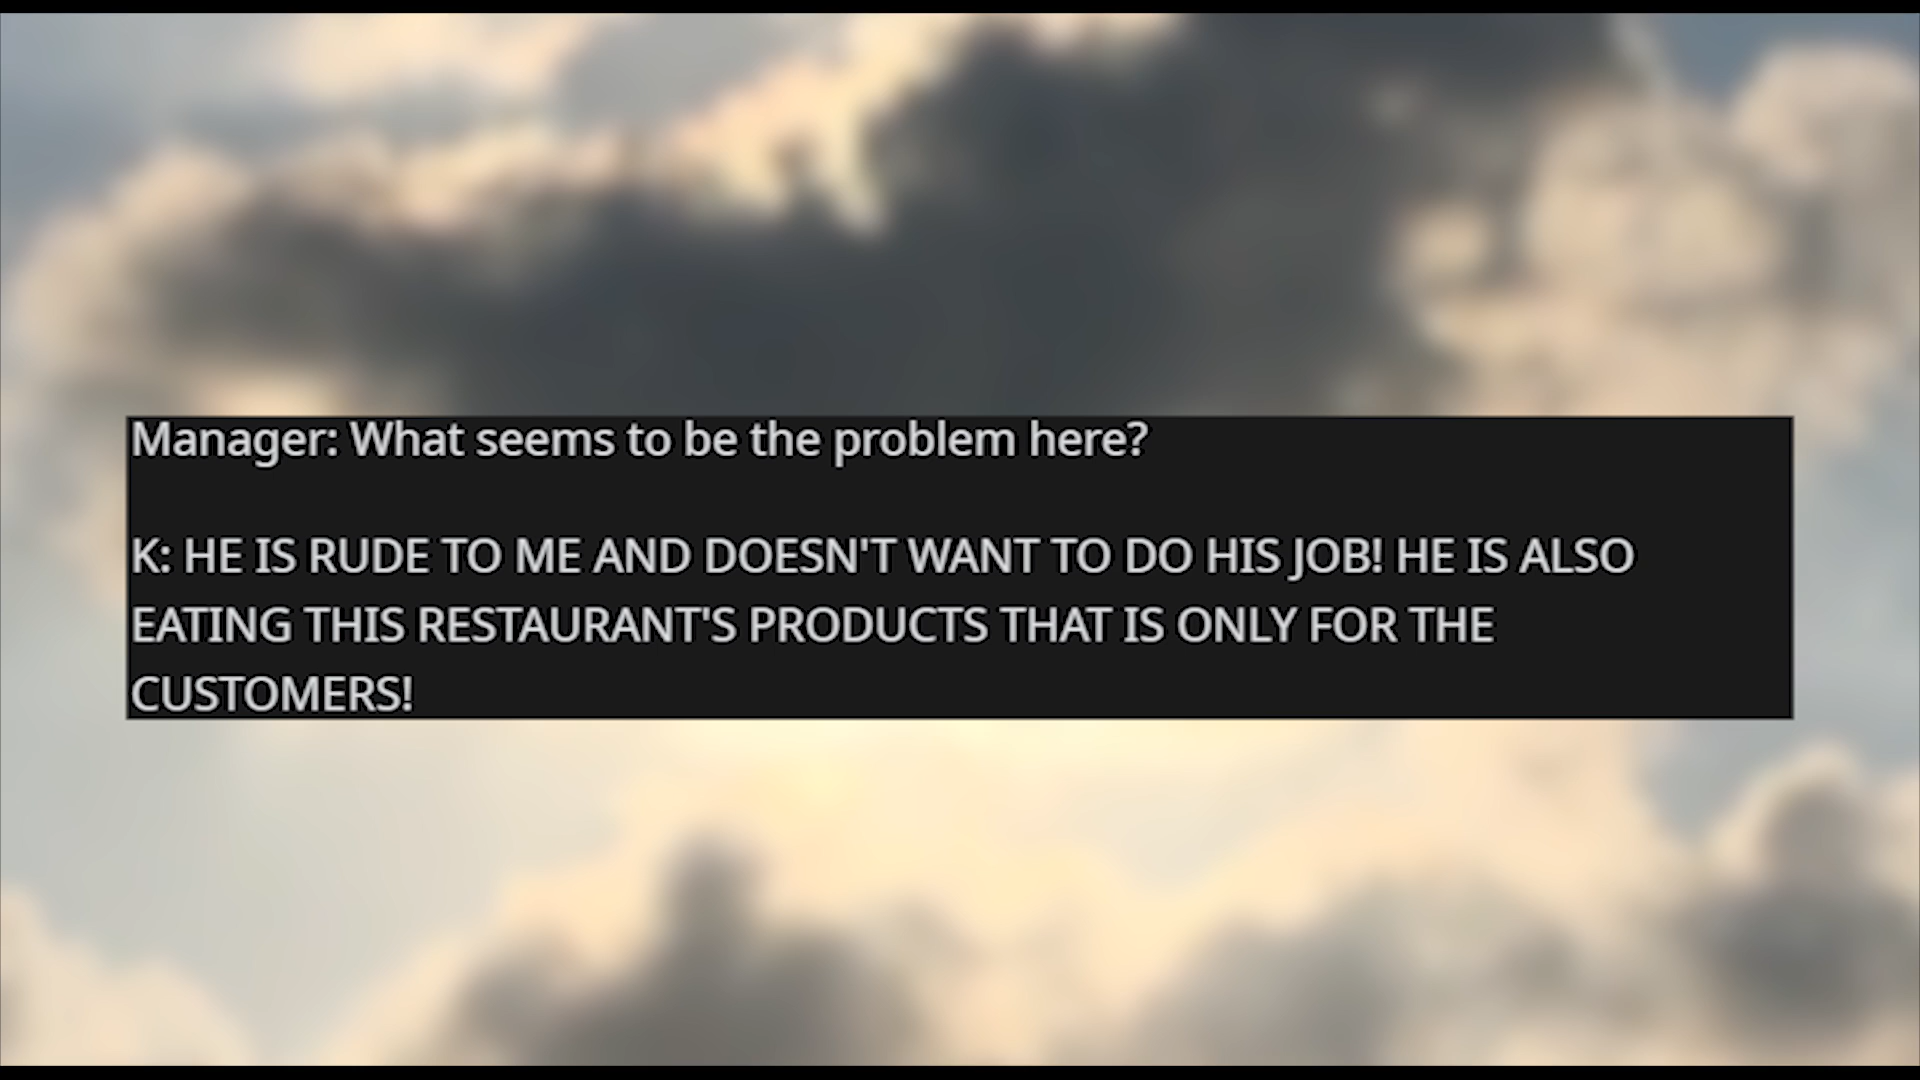 Manager: What seems to be the problem here?
K: HE IS RUDE TO ME AND DOESN'T WANT TO DO HIS JOB! HE IS ALSO
EATING THIS RESTAURANT'S PRODUCTS THAT IS ONLY FOR THE
CUSTOMERS!